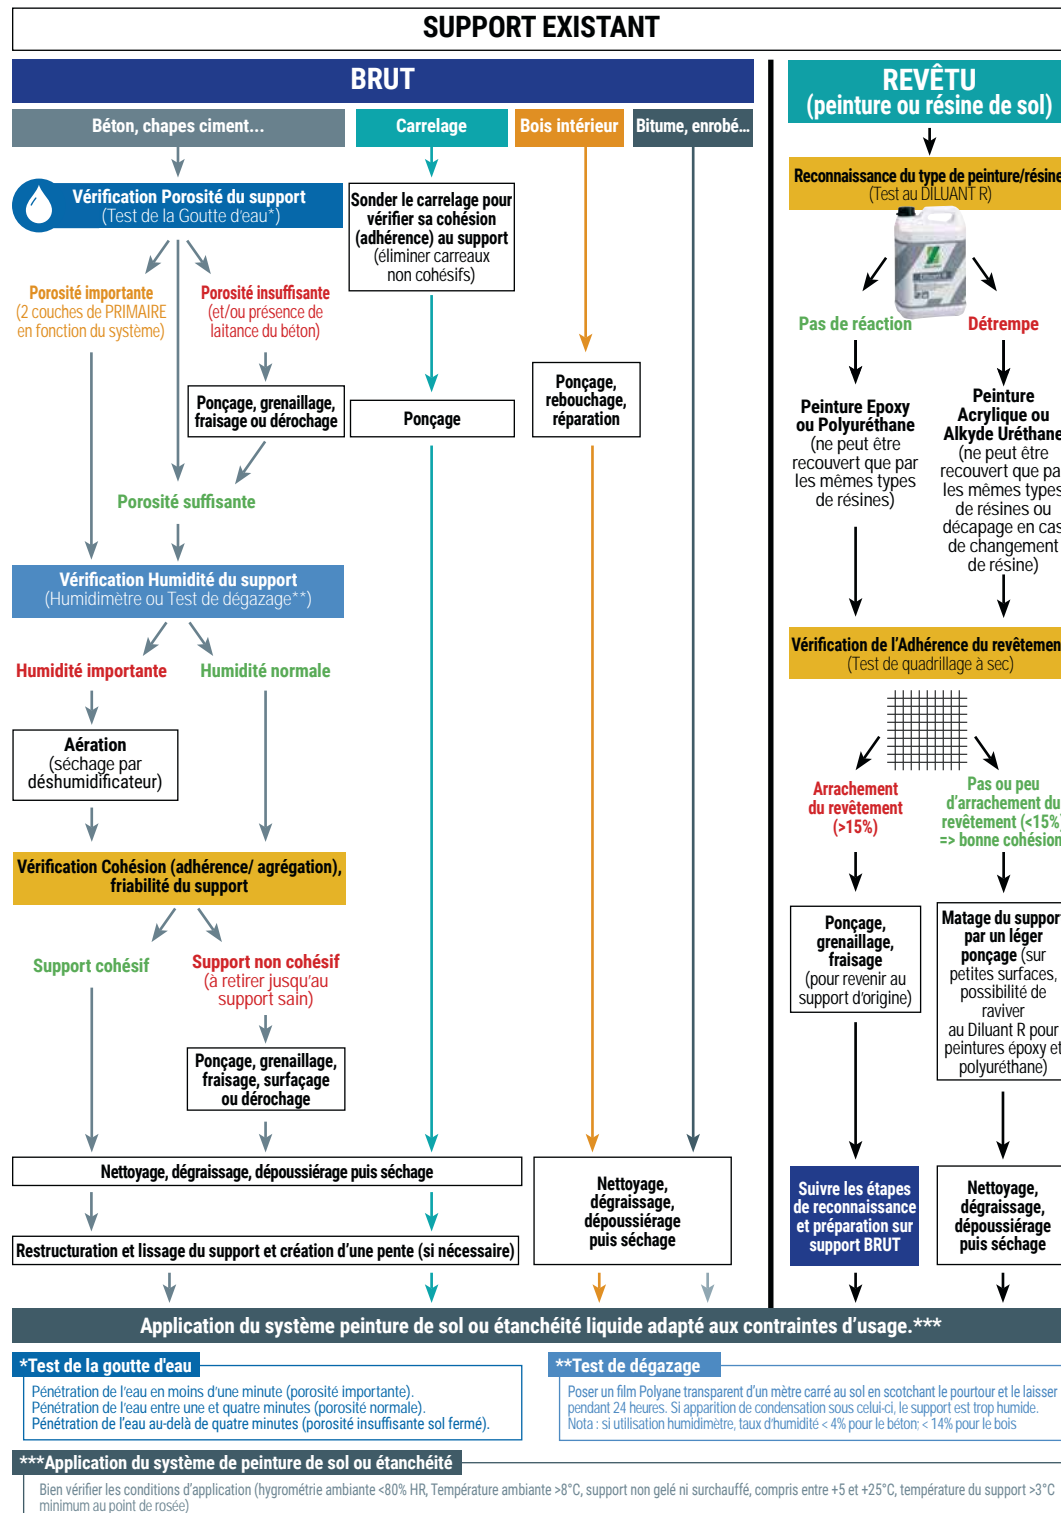 SUPPORT EXISTANT
BRUT
Béton, chapes ciment...
Carrelage
Bois intérieur
Bitume, enrobé...
Vérification Porosité du support
(Test de la Goutte d'eau*)
Porosité importante
(2 couches de PRIMAIRE
en fonction du système)
Porosité insuffisante
(et/ou présence de
laitance du béton)
Ponçage, grenaillage,
fraisage ou dérochage
Porosité suffisante
Sonder le carrelage pour
vérifier sa cohésion
(adhérence) au support
(éliminer carreaux
non cohésifs)
Ponçage
Ponçage,
rebouchage,
réparation
Vérification Humidité du support
(Humidimètre ou Test de dégazage**)
Humidité importante
Humidité normale
Aération
(séchage par
déshumidificateur)
Vérification Cohésion (adhérence/ agrégation),
friabilité du support
Support cohésif
Support non cohésif
(à retirer jusqu'au
support sain)
Ponçage, grenaillage,
fraisage, surfaçage
ou dérochage
Nettoyage, dégraissage, dépoussiérage puis séchage
Restructuration et lissage du support et création d'une pente (si nécessaire)
Nettoyage,
dégraissage,
dépoussiérage
puis séchage
REVÊTU
(peinture ou résine de sol)
Reconnaissance du type de peinture/résine
(Test au DILUANT R)
Diluant R
Pas de réaction
Détrempe
Peinture Epoxy
ou Polyuréthane
(ne peut être
recouvert que par
les mêmes types
de résines)
Peinture
Acrylique ou
Alkyde Uréthane
(ne peut être
recouvert que pa
les mêmes types
de résines ou
décapage en cas
de changement
de résine)
Vérification de l'Adhérence du revêtemen
(Test de quadrillage à sec)
Arrachement
du revêtement
(>15%)
Pas ou peu
d'arrachement du
revêtement (<15%)
=> bonne cohésion
Ponçage,
grenaillage,
fraisage
(pour revenir au
support d'origine)
Matage du support
par un léger
ponçage (sur
petites surfaces,
possibilité de
raviver
au Diluant R pour
peintures époxy et
polyuréthane)
Suivre les étapes
de reconnaissance
et préparation sur
support BRUT
Nettoyage,
dégraissage,
dépoussiérage
puis séchage
Application du système peinture de sol ou étanchéité liquide adapté aux contraintes d'usage.***
*Test de la goutte d'eau
Pénétration de l'eau en moins d'une minute (porosité importante).
Pénétration de l'eau entre une et quatre minutes (porosité normale).
Pénétration de l'eau au-delà de quatre minutes (porosité insuffisante sol fermé).
**Test de dégazage
Poser un film Polyane transparent d'un mètre carré au sol en scotchant le pourtour et le laisser
pendant 24 heures. Si apparition de condensation sous celui-ci, le support est trop humide.
Nota : si utilisation humidimètre, taux d'humidité < 4% pour le béton; < 14% pour le bois
***Application du système de peinture de sol ou étanchéité
Bien vérifier les conditions d'application (hygrométrie ambiante <80% HR, Température ambiante >8°C, support non gelé ni surchauffé, compris entre +5 et +25°C, température du support >3°C
minimum au point de rosée)